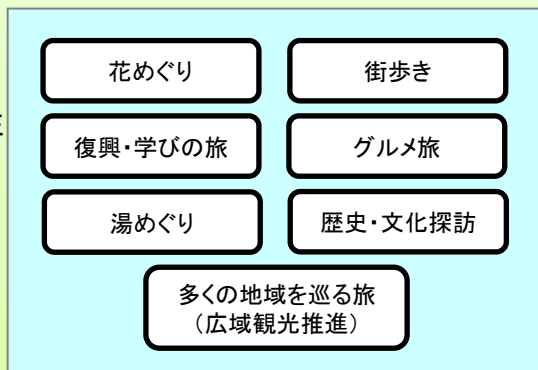 花めぐり
街歩き
復興・学びの旅
グルメ旅
湯めぐり
歴史・文化探訪
多くの地域を巡る旅
（広域観光推進）